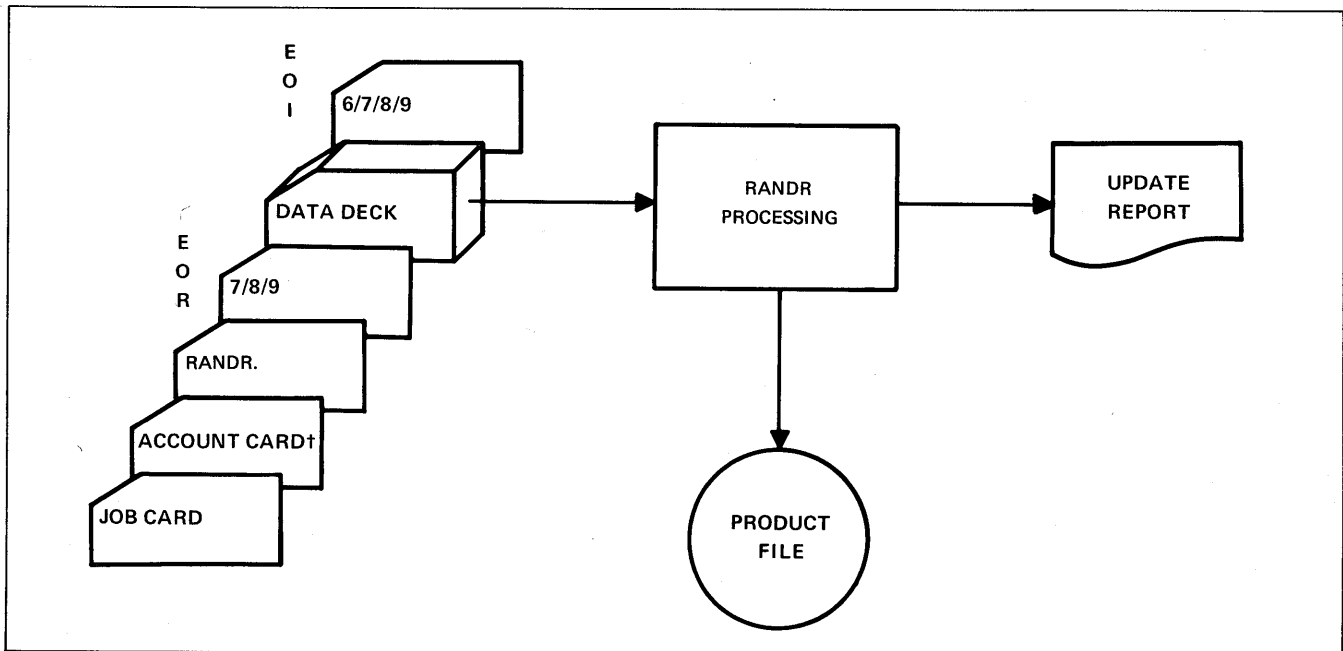 E
O
I
6/7/8/9
DATA DECK
E
O
R
7/8/9
RANDR.
ACCOUNT CARD†
JOB CARD
RANDR
PROCESSING
UPDATE
REPORT
PRODUCT
FILE